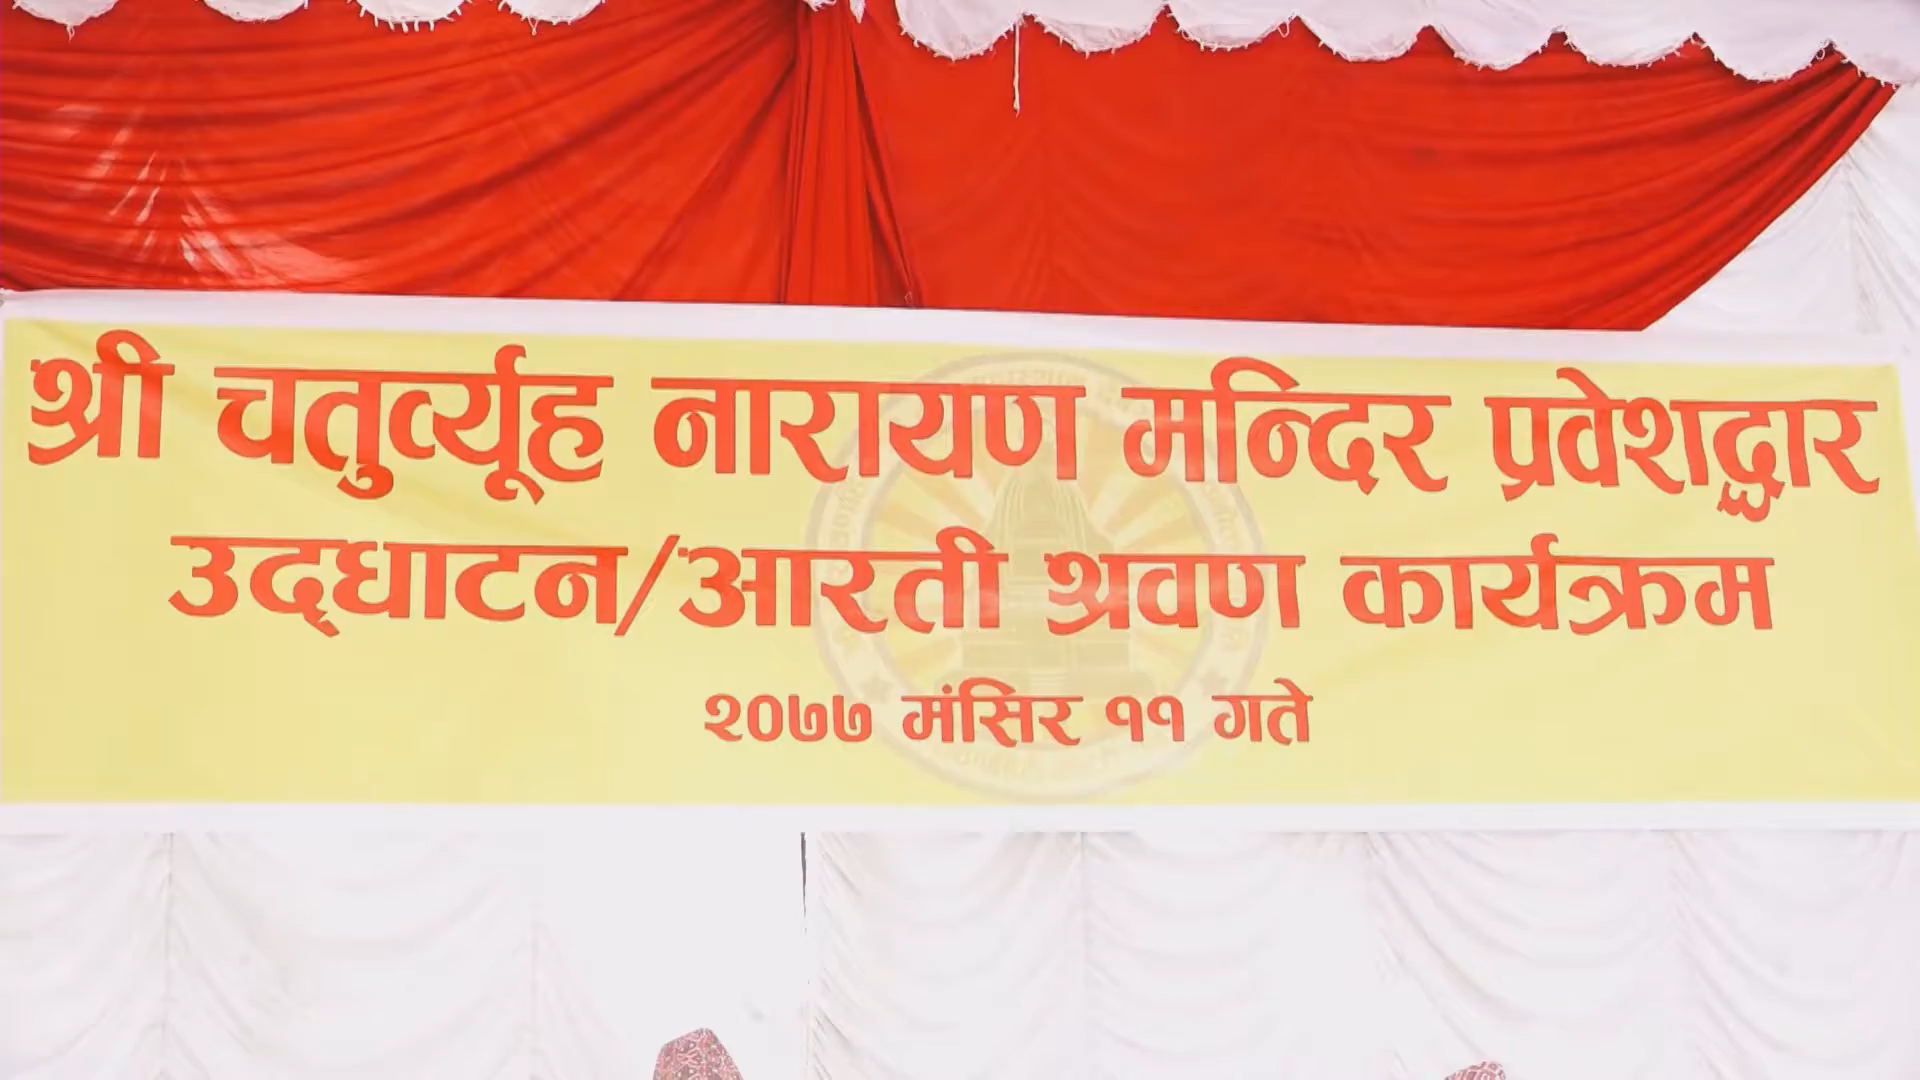 श्री चतुर्व्यूह नारायण मन्दिर प्रवेशद्वार
उद्घाटन/आरती श्रवण कार्यक्रम
२०७७ मंसिर ११ गते